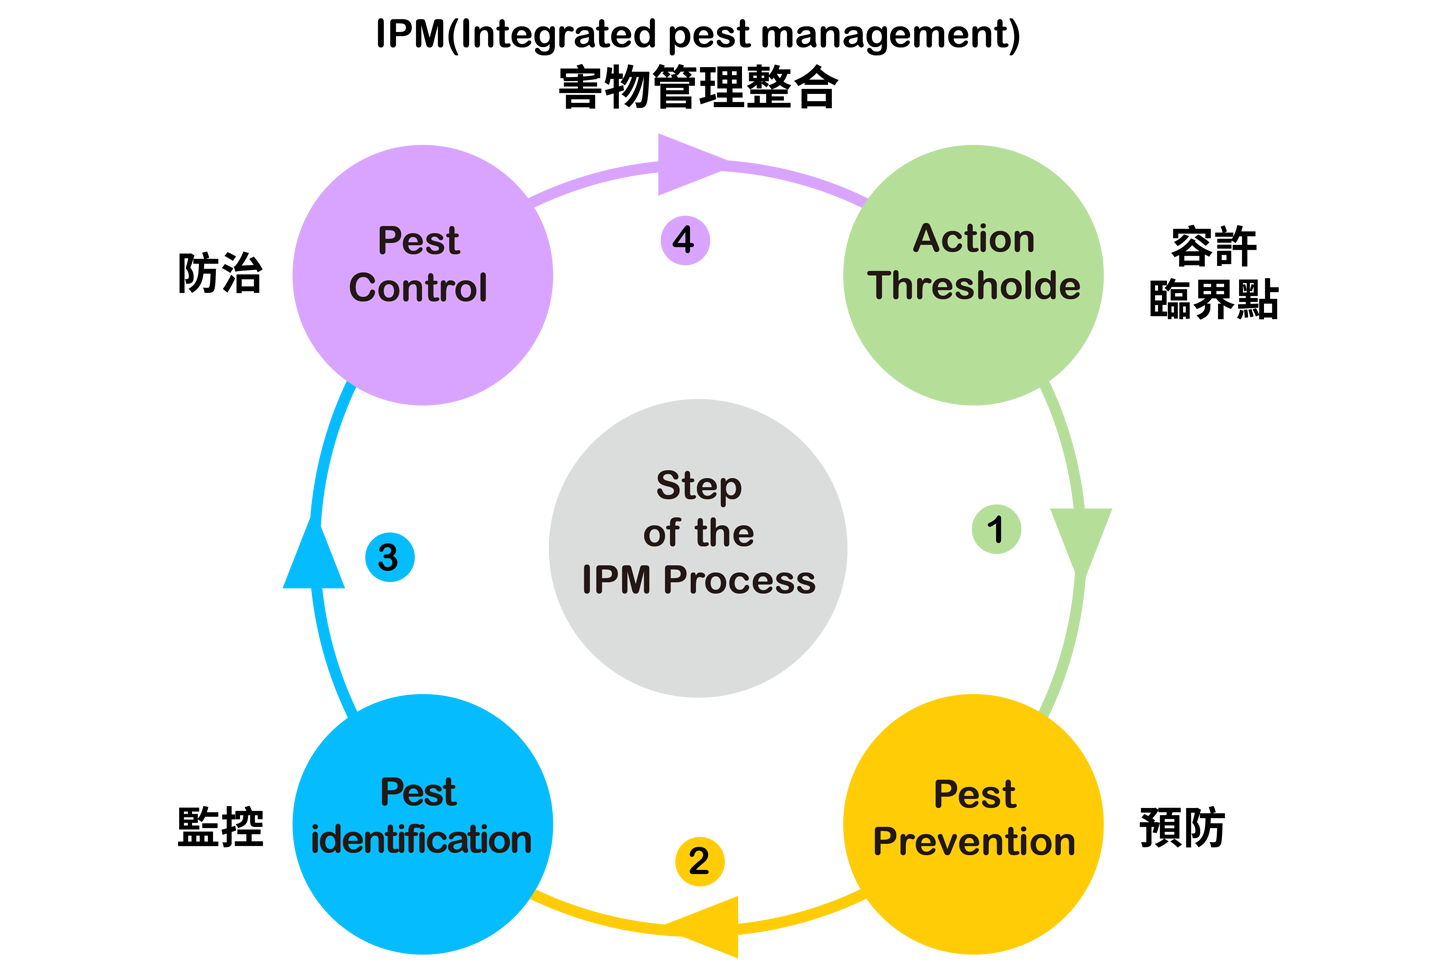 IPM(Integrated pest management)
害物管理整合
防治
Pest
Control
4
Action
Thresholde
容許
臨界點
Step
of the
IPM Process
1
3
監控
Pest
identification
2
Pest
Prevention
預防